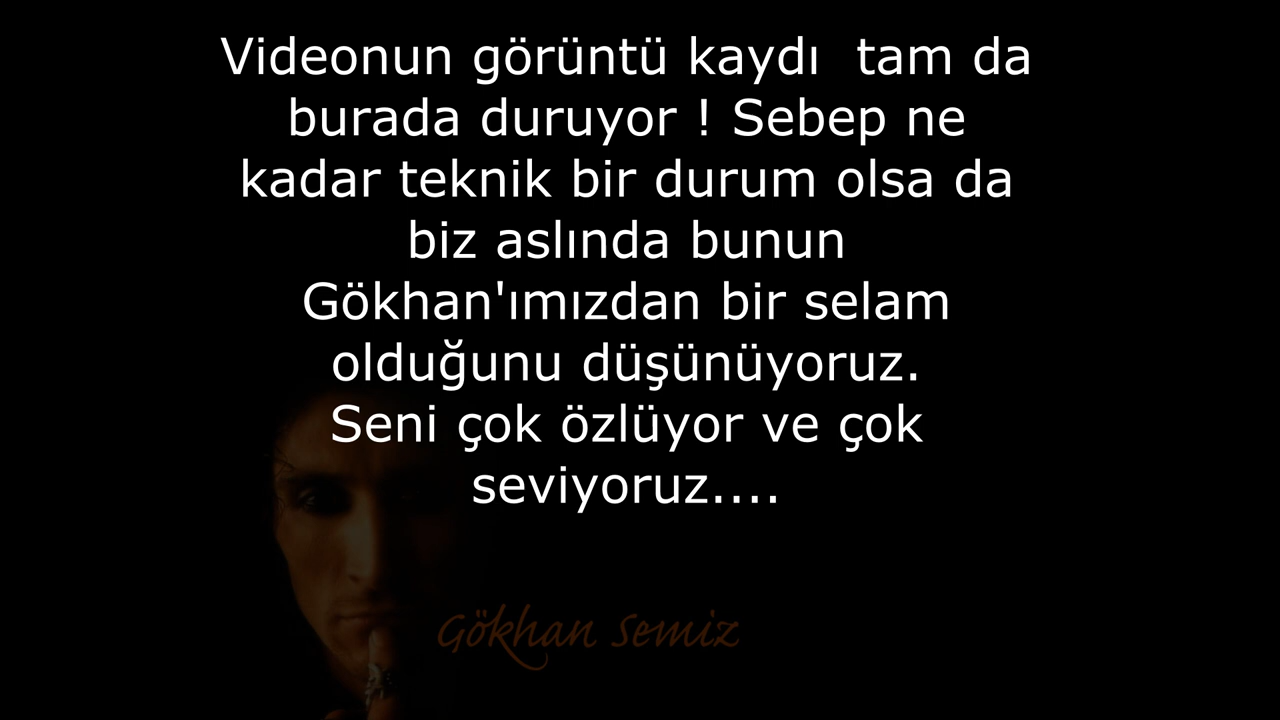 Videonun görüntü kaydı  tam da
burada duruyor ! Sebep ne
kadar teknik bir durum olsa da
biz aslında bunun
Gökhan'ımızdan bir selam
olduğunu düşünüyoruz.
Seni çok özlüyor ve çok
seviyoruz....
Gökhan Semiz